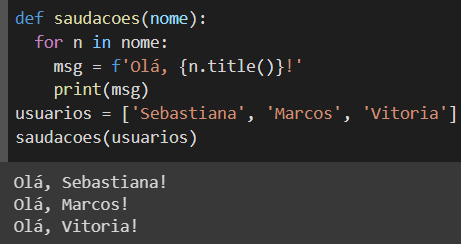 def saudacoes(nome):
  for n in nome:
    msg = f'Olá, {n.title()}!'
    print(msg)
usuarios = ['Sebastiana', 'Marcos', 'Vitoria']
saudacoes(usuarios)
Olá, Sebastiana!
Olá, Marcos!
Olá, Vitoria!